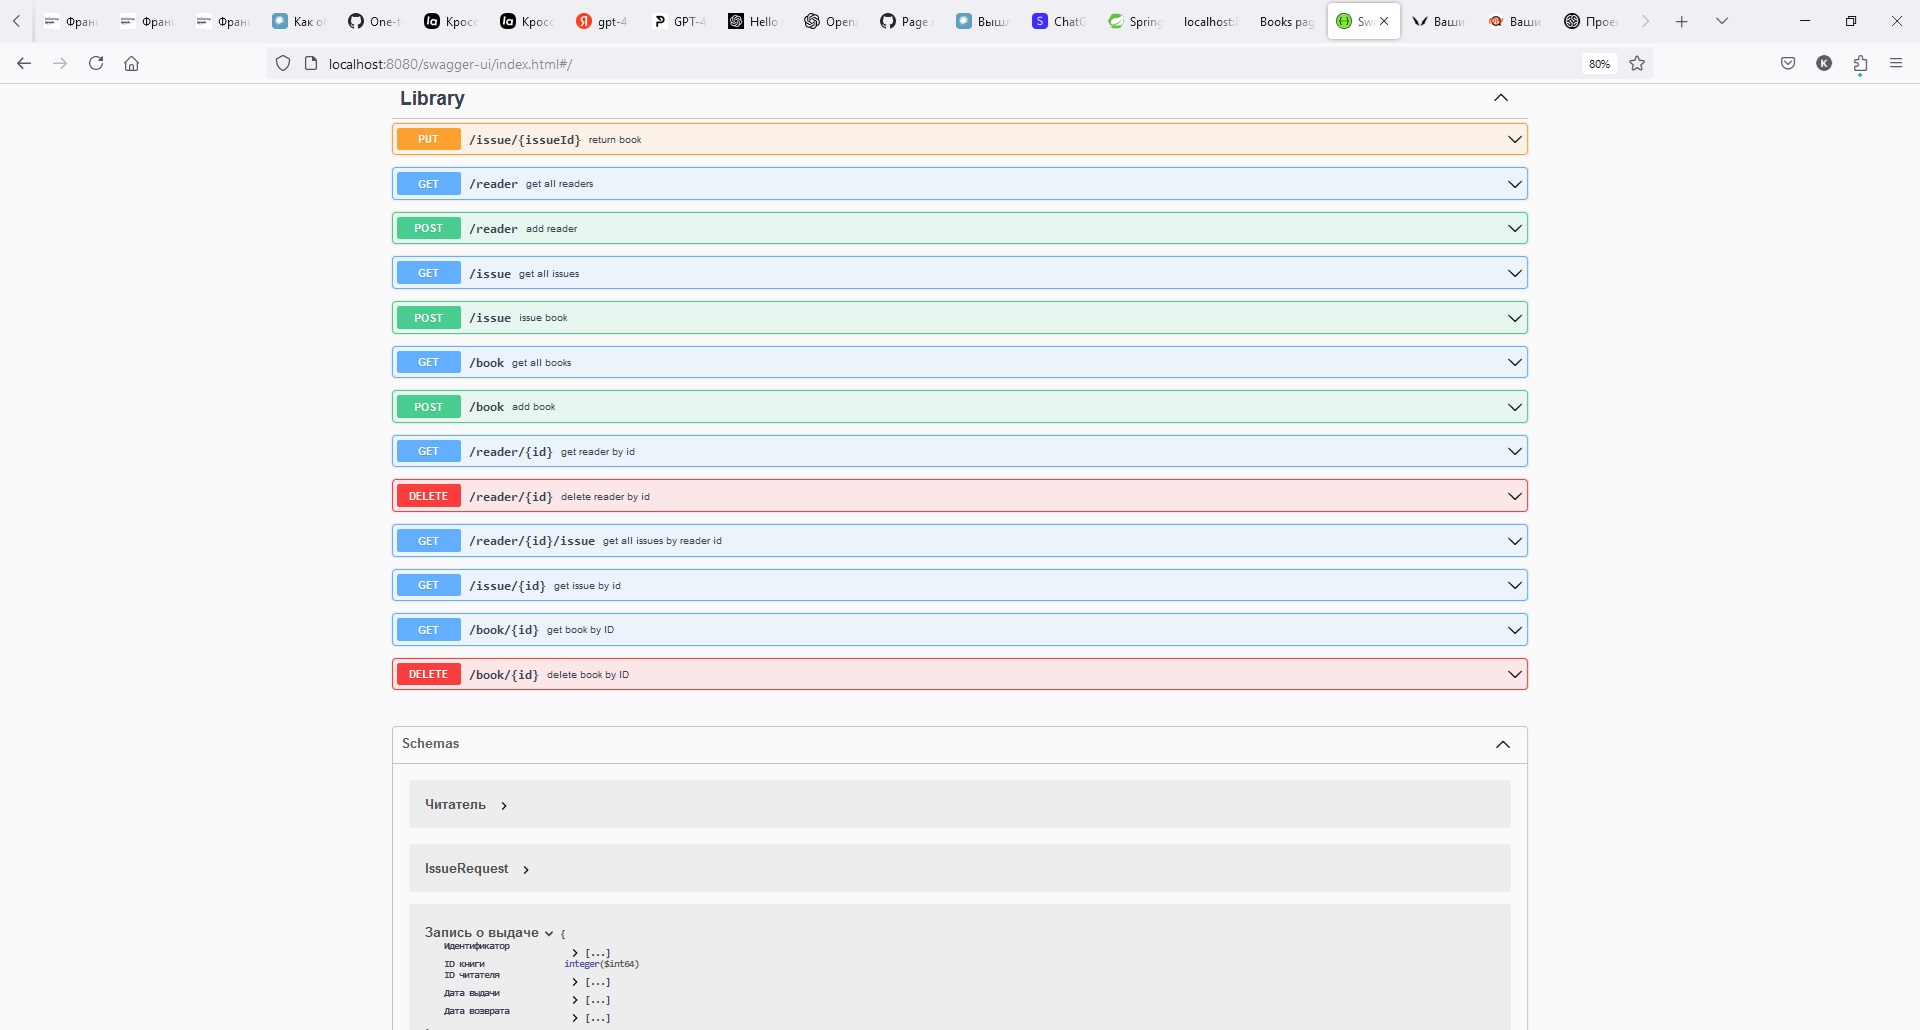 Фран
Фран
Фран
Как о
One-t
Кросс
Кросс
gpt-4
GPT-4
Hello
Open
Page
Выш
ChatG
Spring
localhost:
Books pag
Sw
Ваши
Ваши
Прое
localhost:8080/swagger-ui/index.html#/
80%
K
Library
PUT /issue/{issueId} return book
GET /reader get all readers
POST /reader add reader
GET /issue get all issues
POST /issue issue book
GET /book get all books
POST /book add book
GET /reader/{id} get reader by id
DELETE /reader/{id} delete reader by id
GET /reader/{id}/issue get all issues by reader id
GET /issue/{id} get issue by id
GET /book/{id} get book by ID
DELETE /book/{id} delete book by ID
Schemas
Читатель
IssueRequest
Запись о выдаче {
Идентификатор
[...]
ID книги integer($int64)
ID читателя
[...]
Дата выдачи
[...]
Дата возврата
[...]